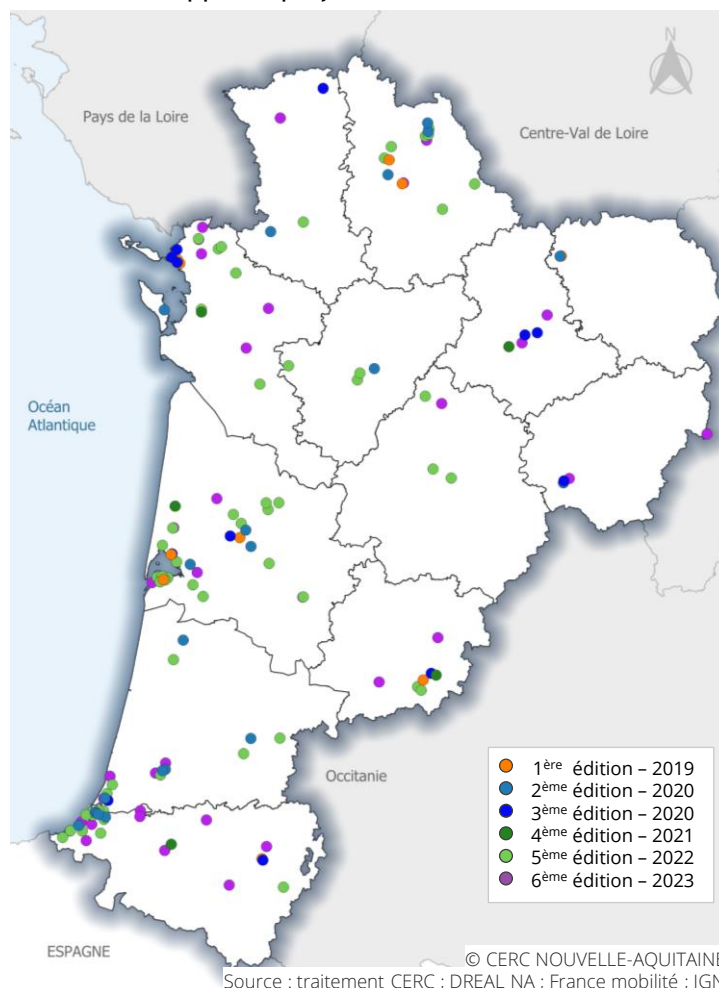 N
Pays de la Loire
Centre-Val de Loire
Océan
Atlantique
Occitanie
1ère édition – 2019
2ème édition – 2020
3ème édition – 2020
4ème édition – 2021
5ème édition – 2022
6ème édition – 2023
ESPAGNE
© CERC NOUVELLE-AQUITAINE
Source : traitement CERC ; DREAL NA ; France mobilité ; IGN